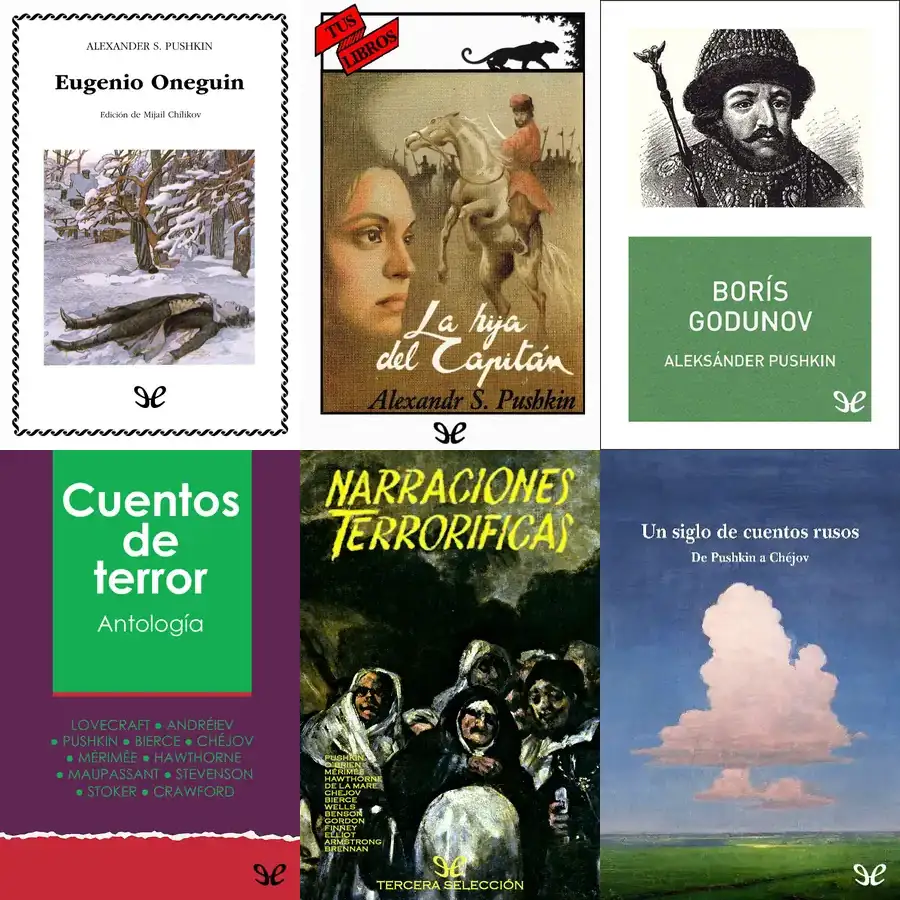 ALEXANDER S. PUSHKIN
Eugenio Oneguin
Edición de Mijail Chílikov
TUS
LIBROS
La hija
del Capitán
Alexandr S. Pushkin
BORÍS
GODUNOV
ALEKSÁNDER PUSHKIN
Cuentos
de
terror
Antología
LOVECRAFT • ANDRÉIEV
• PUSHKIN • BIERCE • CHÉJOV
• MÉRIMÉE • HAWTHORNE
• MAUPASSANT • STEVENSON
• STOKER • CRAWFORD
NARRACIONES
TERRORIFICAS
PUSHKIN
O'BRIEN
MÉRIMÉE
HAWTHORNE
DE LA MARE
CHEJOV
BIERCE
WELLS
BENSON
GORDON
FINNEY
ELLIOT
ARMSTRONG
BRENNAN
TERCERA SELECCIÓN
Un siglo de cuentos rusos
De Pushkin a Chéjov